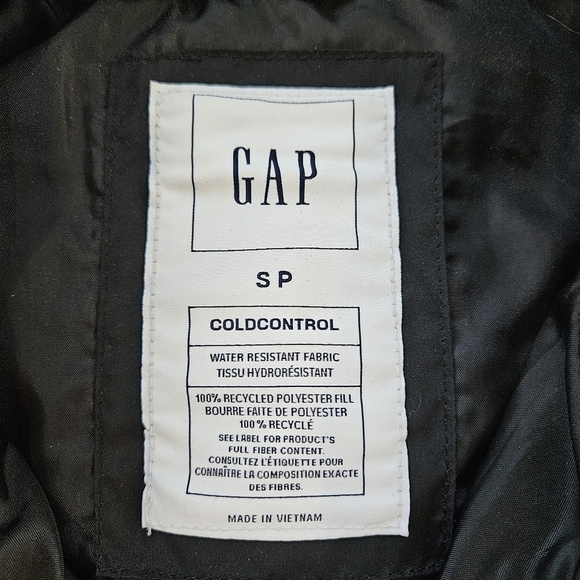 GAP
S P
COLDCONTROL
WATER RESISTANT FABRIC
TISSU HYDRORÉSISTANT
100% RECYCLED POLYESTER FILL
BOURRE FAITE DE POLYESTER
100 % RECYCLÉ
SEE LABEL FOR PRODUCT'S
FULL FIBER CONTENT.
CONSULTEZ L'ÉTIQUETTE POUR
CONNAÎTRE LA COMPOSITION EXACTE
DES FIBRES.
MADE IN VIETNAM